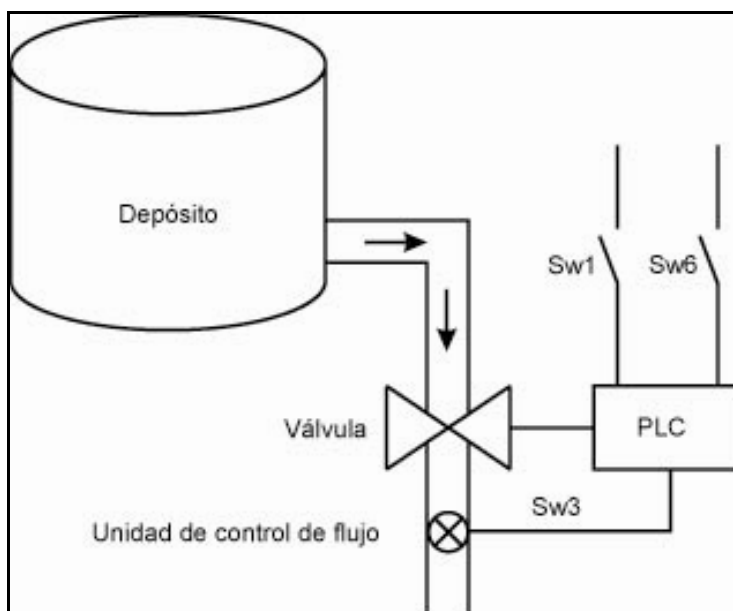 Depósito
Sw1
Sw6
Válvula
PLC
Sw3
Unidad de control de flujo